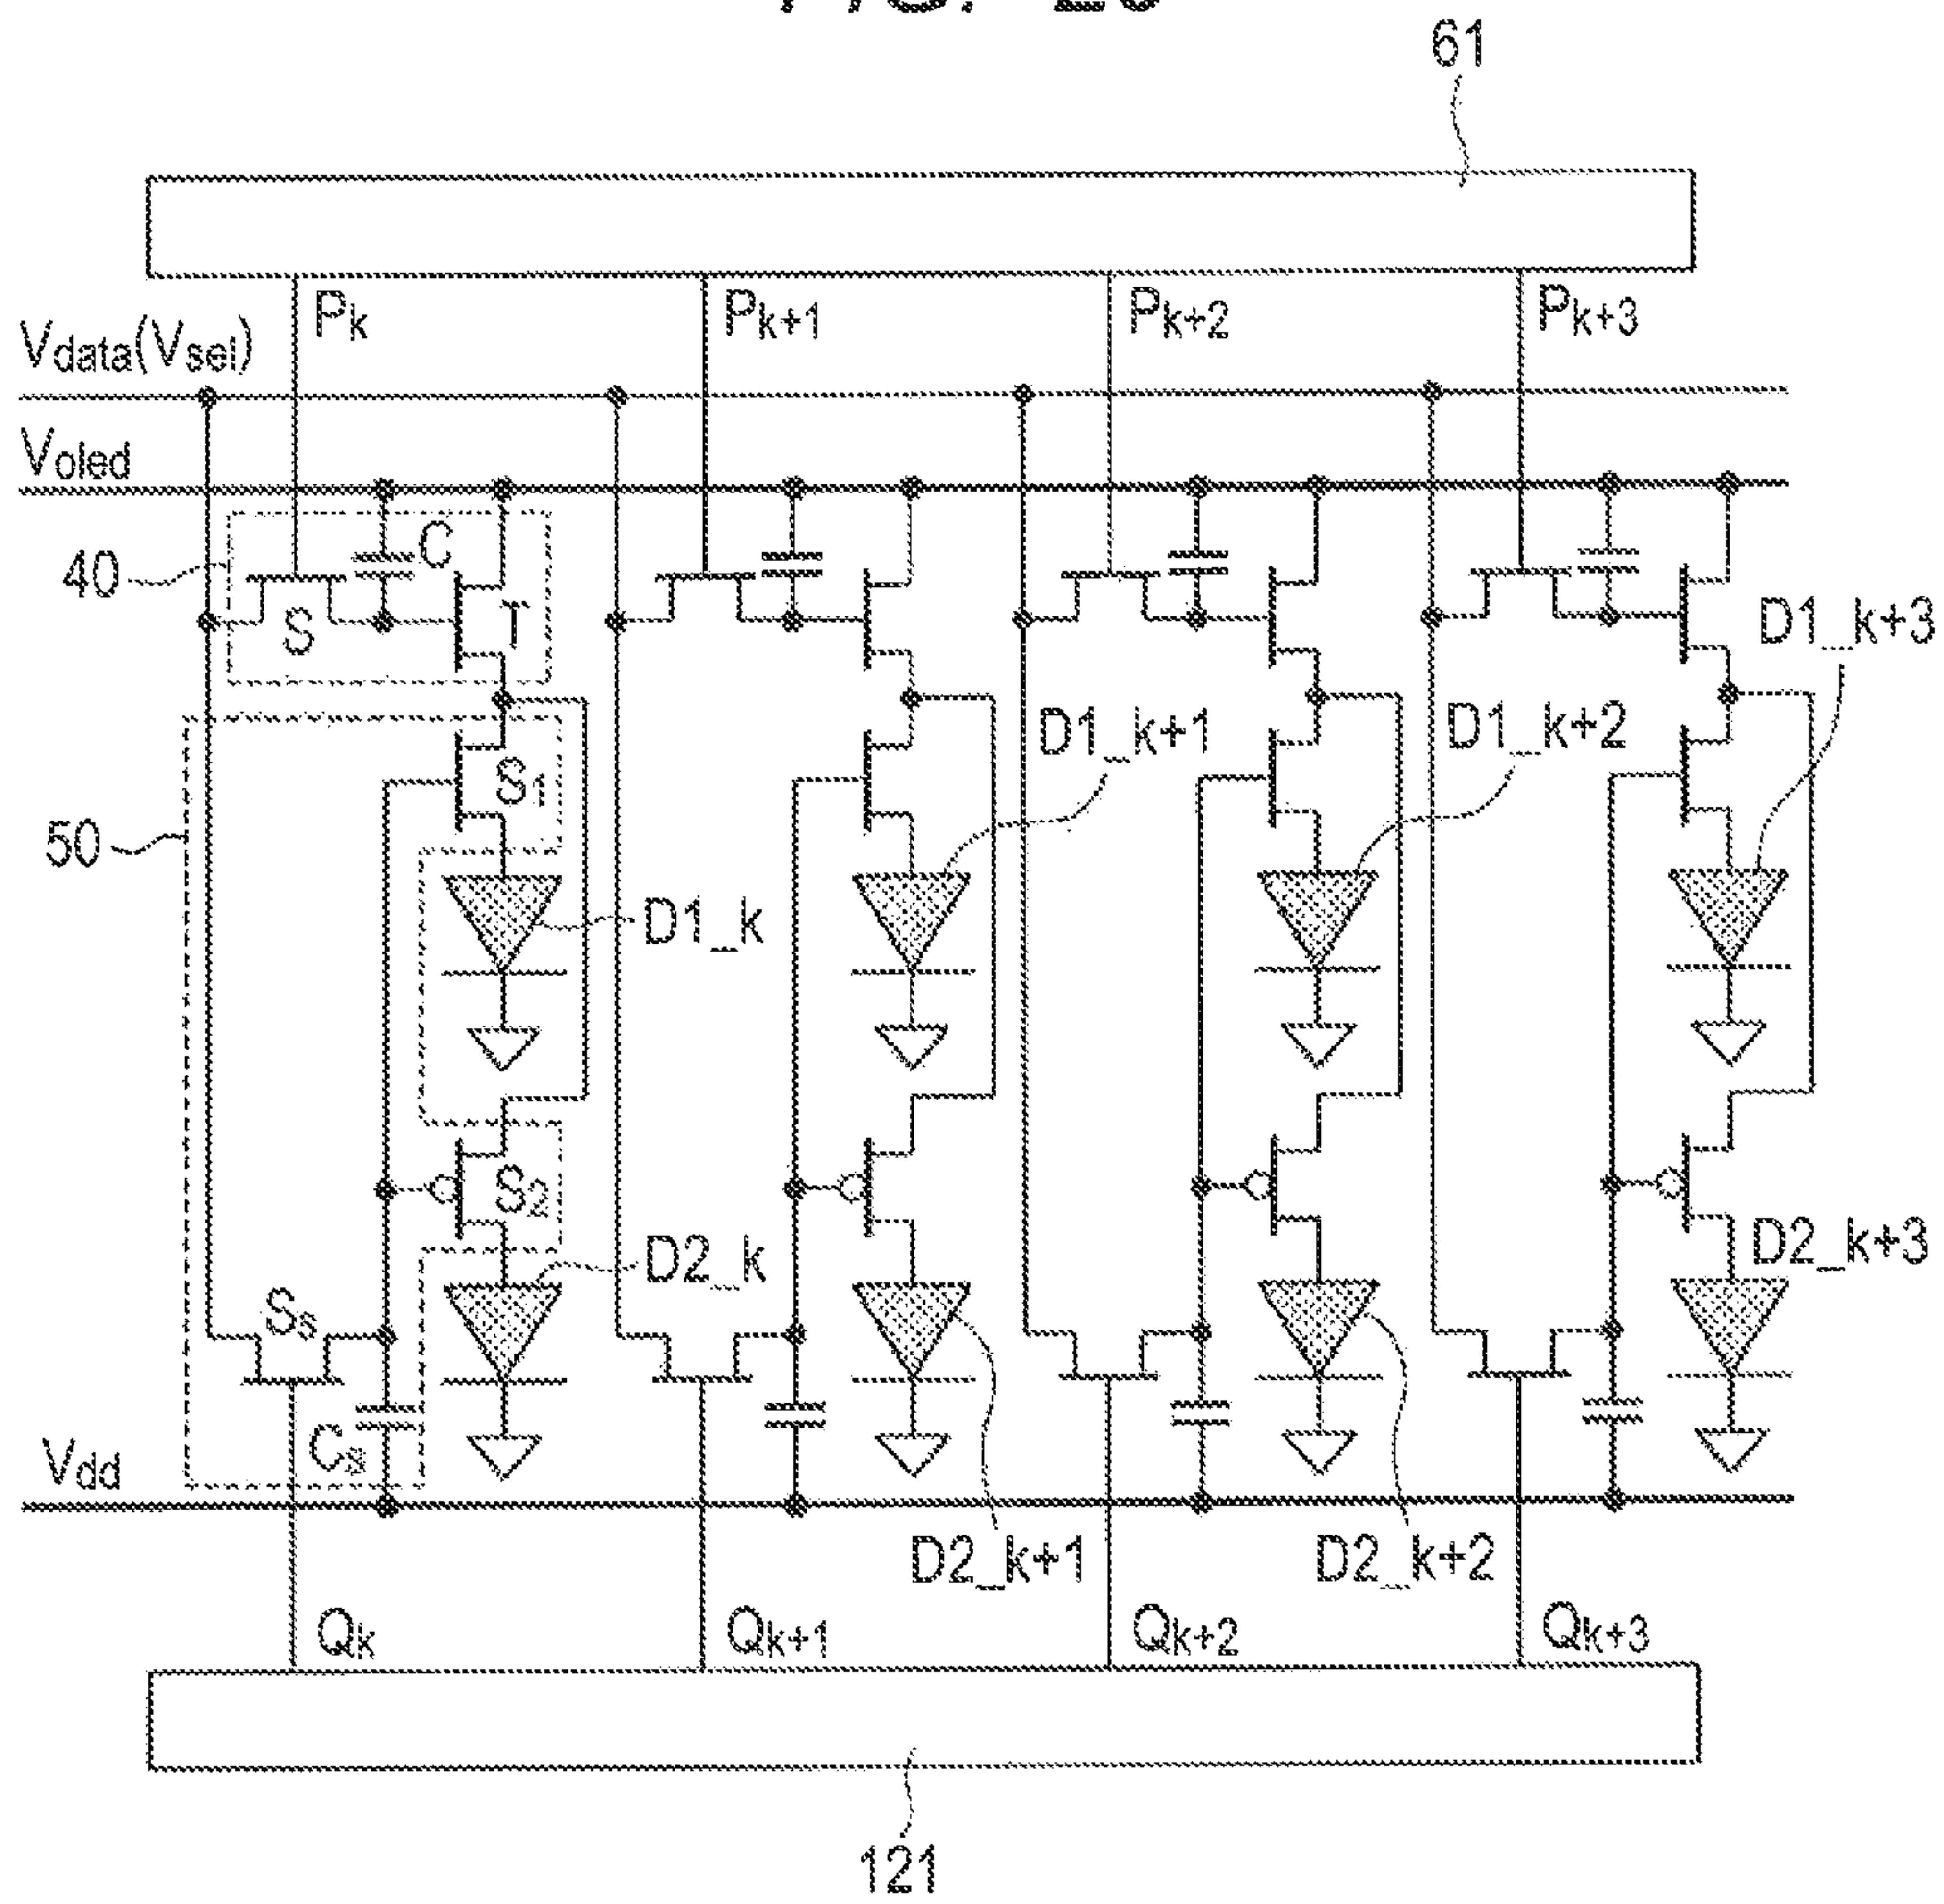 61
Pk
Pk+1
Pk+2
Pk+3
Vdata(Vsel)
Voled
40
C
S
T
D1_k+3
D1_k+1
D1_k+2
S1
50
D1_k
S2
D2_k
D2_k+3
Ss
Cs
Vdd
D2_k+1
D2_k+2
Qk
Qk+1
Qk+2
Qk+3
121